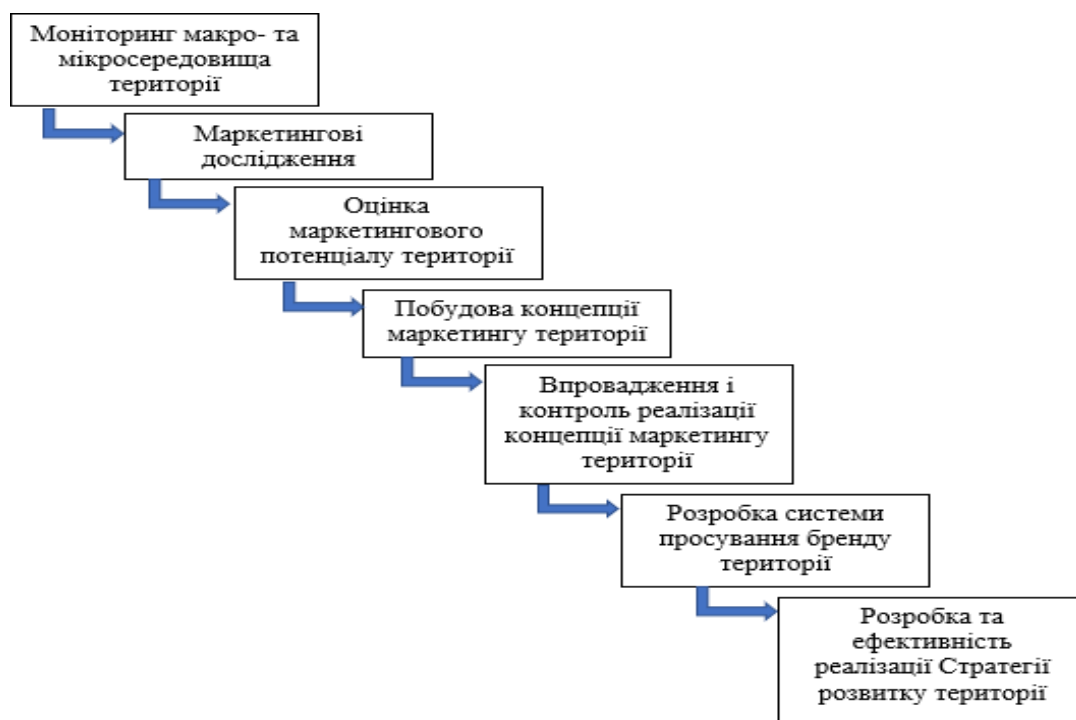 Моніторинг макро- та
мікросередовища
території
Маркетингові
дослідження
Оцінка
маркетингового
потенціалу території
Побудова концепції
маркетингу території
Впровадження і
контроль реалізації
концепції маркетингу
території
Розробка системи
просування бренду
території
Розробка та
ефективність
реалізації Стратегії
розвитку території